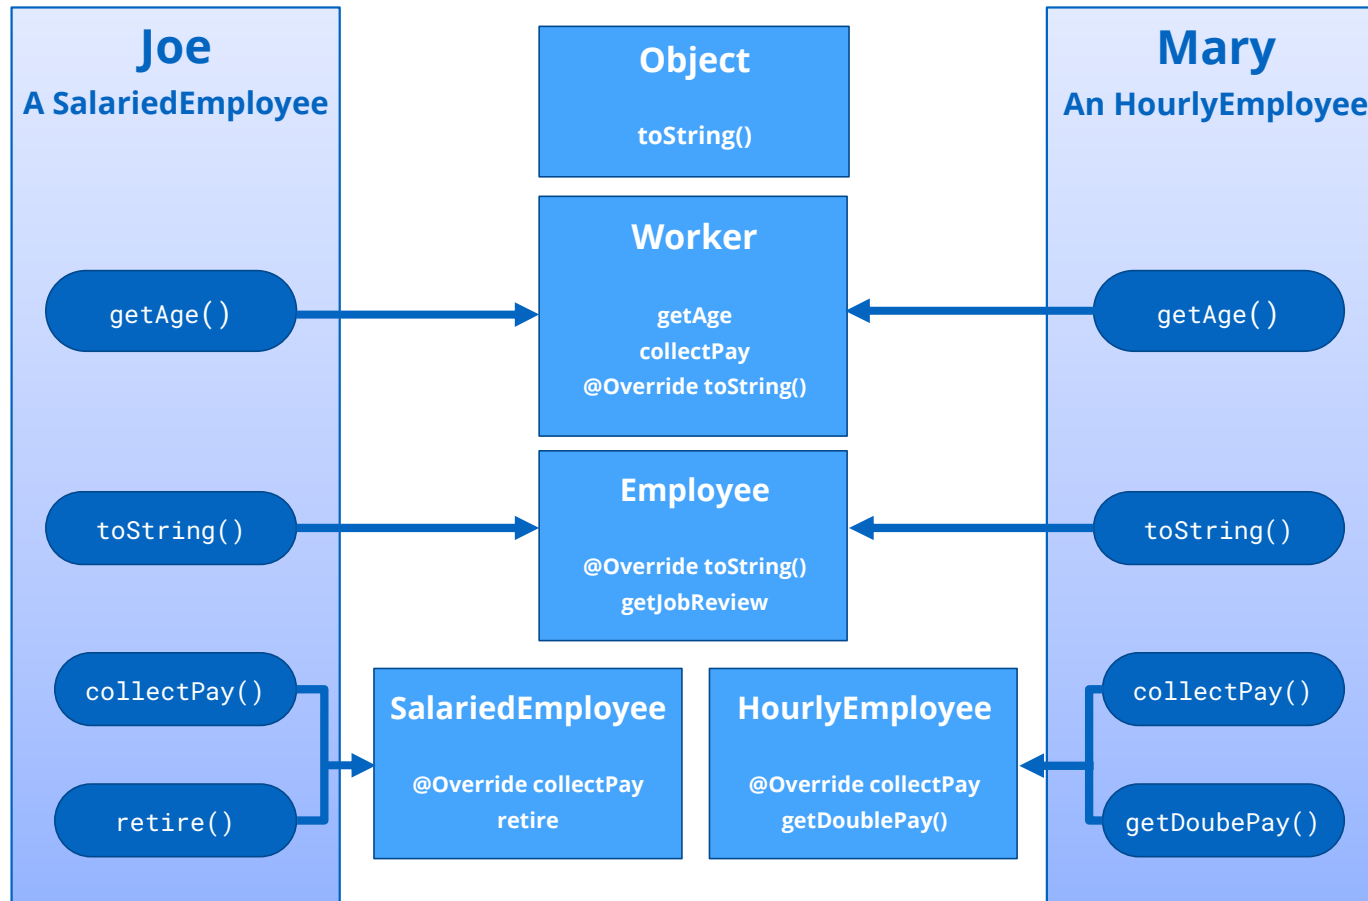 Joe
A SalariedEmployee
getAge()
toString()
collectPay()
retire()
Object
toString()
Worker
getAge
collectPay
@Override toString()
Employee
@Override toString()
getJobReview
SalariedEmployee
@Override collectPay
retire
HourlyEmployee
@Override collectPay
getDoublePay()
Mary
An HourlyEmployee
getAge()
toString()
collectPay()
getDoubePay()